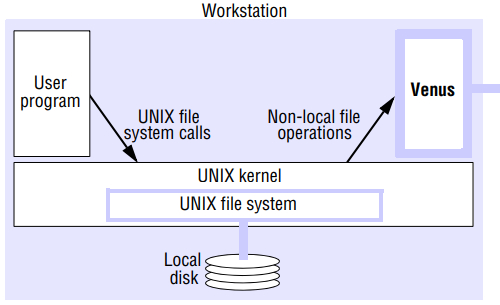 Workstation
User
program
UNIX file
system calls
Non-local file
operations
Venus
UNIX kernel
UNIX file system
Local
disk